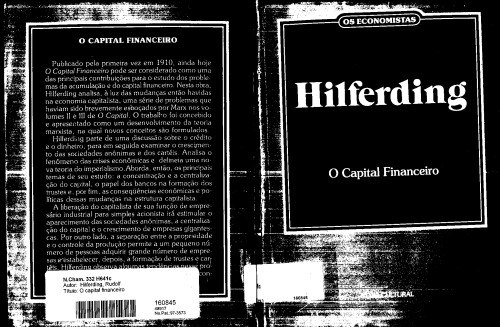 O CAPITAL FINANCEIRO
Publicado pela primeira vez em 1910, ainda hoje
O Capital Financeiro pode ser considerado como uma
das principais contribuições para o estudo dos proble-
mas da acumulação e do capital financeiro. Nesta obra,
Hilferding analisa, à luz das mudanças então havidas
na economia capitalista, uma série de problemas que
haviam sido brevemente esboçados por Marx nos vo-
lumes II e III de O Capital. O trabalho foi concebido
e apresentado como um desenvolvimento da teoria
marxista, na qual novos conceitos são formulados.
Hilferding parte de uma discussão sobre o crédito
e o dinheiro, para em seguida examinar o crescimen-
to das sociedades anônimas e dos cartéis. Analisa o
fenômeno das crises econômicas e delineia uma no-
va teoria do imperialismo. Aborda, então, os principais
temas de seu estudo: a concentração e a centraliza-
ção do capital, o papel dos bancos na formação dos
trustes e, por fim, as conseqüências econômicas e po-
líticas dessas mudanças na estrutura capitalista.
A liberação do capitalista de sua função de empre-
sário industrial para simples acionista irá estimular o
aparecimento das sociedades anônimas, a centraliza-
ção do capital e o crescimento de empresas gigantes-
cas. Por outro lado, a separação entre a propriedade
e o controle da produção permite a um pequeno nú-
mero de pessoas adquirir grande número de empre-
sas e estabelecer, depois, a formação de trustes e car-
téis. Hilferding observa algumas tendências
N.Cham. 332 H641c
Autor: Hilferding, Rudolf
Título: O capital financeiro
160845
OS ECONOMISTAS
Hilferding
O Capital Financeiro
160845